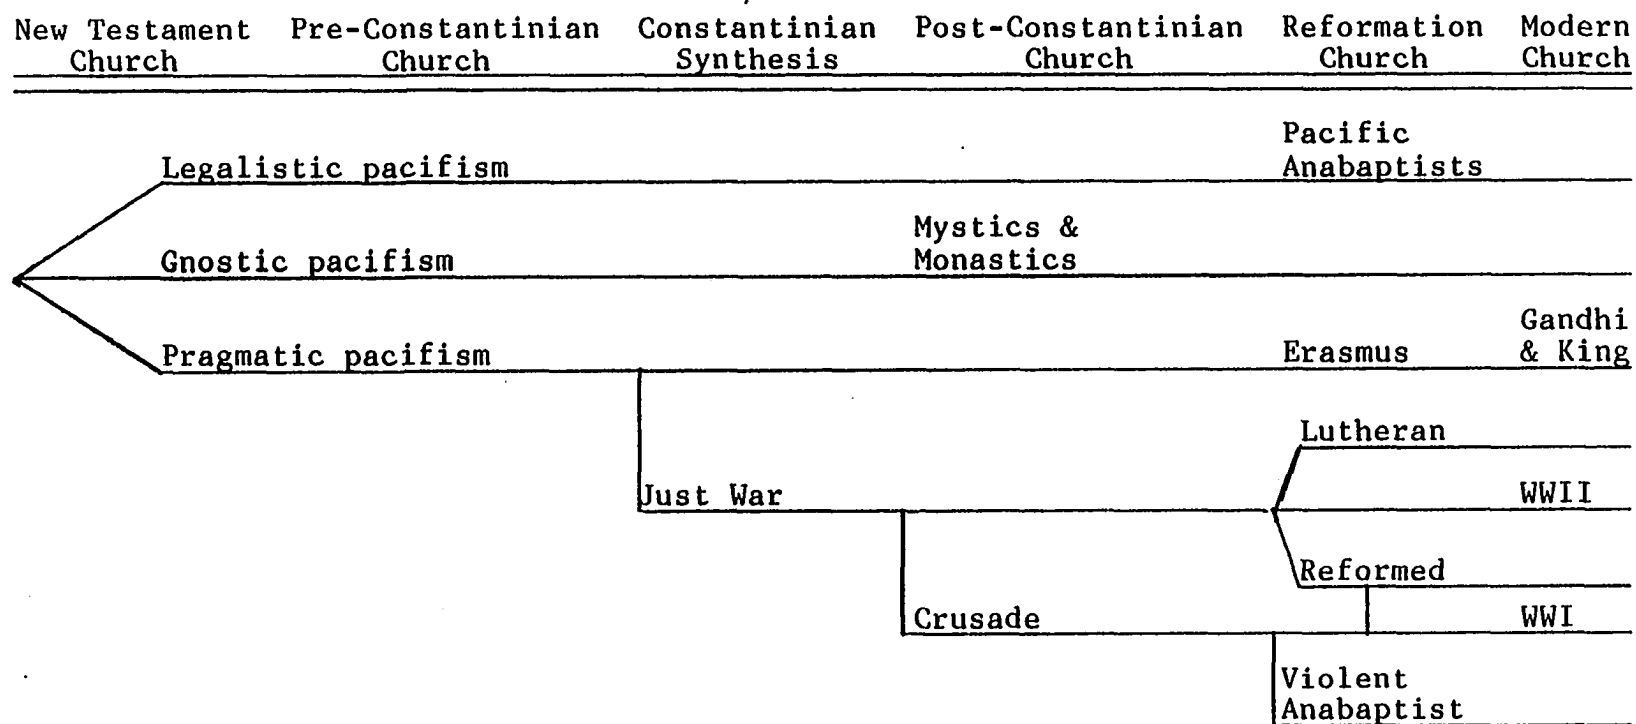 New Testament Pre-Constantinian Constantinian Post-Constantinian Reformation Modern
Church Church Synthesis Church Church Church
Pacific
Legalistic pacifism Anabaptists
Mystics &
Gnostic pacifism Monastics
Gandhi
Pragmatic pacifism Erasmus & King
Lutheran
Just War WWII
Reformed
Crusade WWI
Violent
Anabaptist